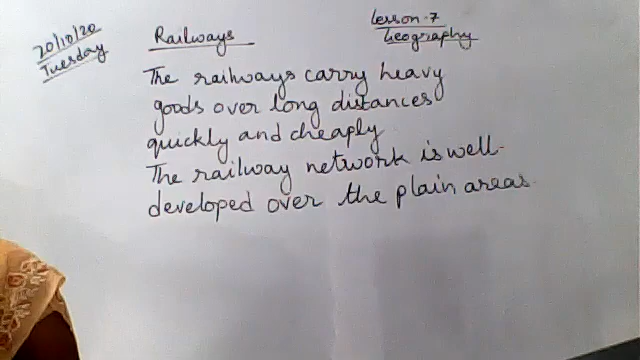 20/10/20
Tuesday
Railways
Lesson-7
Geography
The railways carry heavy
goods over long distances
quickly and cheaply
The railway network is well-
developed over the plain areas.